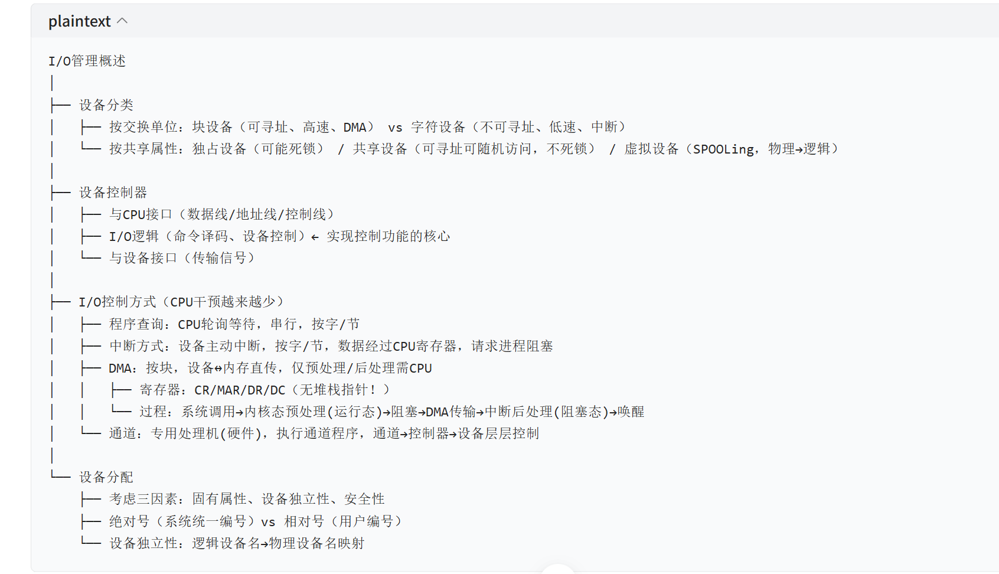 plaintext
I/O管理概述
│
├── 设备分类
│   ├── 按交换单位：块设备（可寻址、高速、DMA） vs 字符设备（不可寻址、低速、中断）
│   └── 按共享属性：独占设备（可能死锁） / 共享设备（可寻址可随机访问，不死锁） / 虚拟设备（SPOOLing，物理→逻辑）
│
├── 设备控制器
│   ├── 与CPU接口（数据线/地址线/控制线）
│   ├── I/O逻辑（命令译码、设备控制）← 实现控制功能的核心
│   └── 与设备接口（传输信号）
│
├── I/O控制方式（CPU干预越来越少）
│   ├── 程序查询：CPU轮询等待，串行，按字/节
│   ├── 中断方式：设备主动中断，按字/节，数据经过CPU寄存器，请求进程阻塞
│   ├── DMA：按块，设备↔内存直传，仅预处理/后处理需CPU
│   │   ├── 寄存器：CR/MAR/DR/DC（无堆栈指针！）
│   │   └── 过程：系统调用→内核态预处理(运行态)→阻塞→DMA传输→中断后处理(阻塞态)→唤醒
│   └── 通道：专用处理机(硬件)，执行通道程序，通道→控制器→设备层层控制
│
└── 设备分配
    ├── 考虑三因素：固有属性、设备独立性、安全性
    ├── 绝对号（系统统一编号）vs 相对号（用户编号）
    └── 设备独立性：逻辑设备名→物理设备名映射